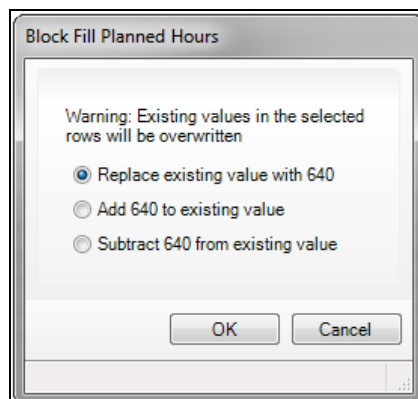 Block Fill Planned Hours
Warning: Existing values in the selected
rows will be overwritten
Replace existing value with 640
Add 640 to existing value
Subtract 640 from existing value
OK
Cancel